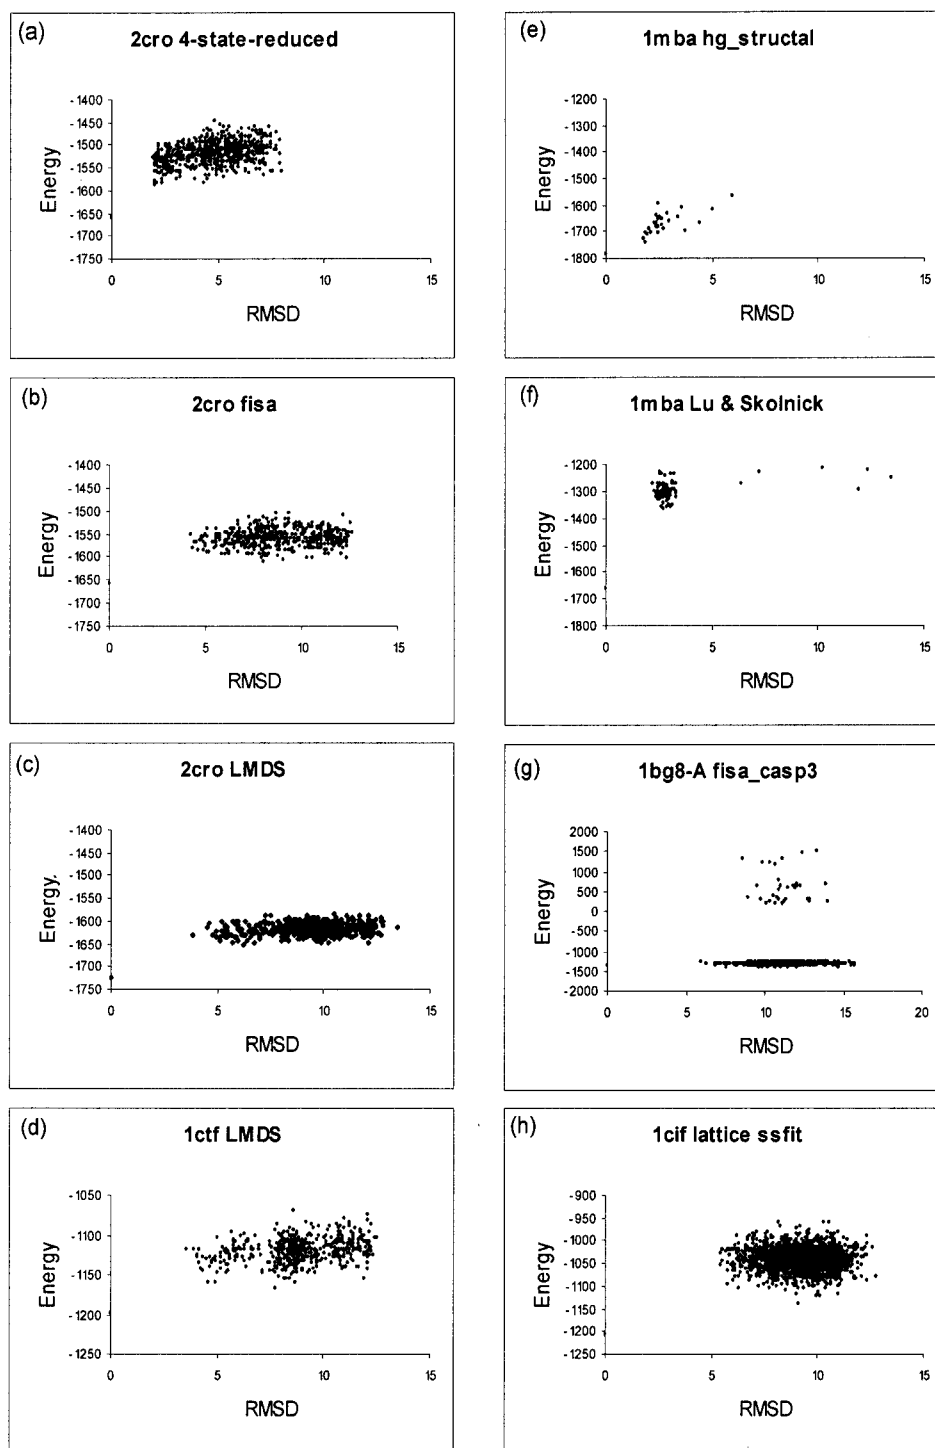 (a)
2cro 4-state-reduced
Energy
-1400
-1450
-1500
-1550
-1600
-1650
-1700
-1750
0 5 10 15
RMSD
(b)
2cro fisa
Energy
-1400
-1450
-1500
-1550
-1600
-1650
-1700
-1750
0 5 10 15
RMSD
(c)
2cro LMDS
Energy.
-1400
-1450
-1500
-1550
-1600
-1650
-1700
-1750
0 5 10 15
RMSD
(d)
1ctf LMDS
Energy
-1050
-1100
-1150
-1200
-1250
0 5 10 15
RMSD
(e)
1mba hg_structal
Energy
-1200
-1300
-1400
-1500
-1600
-1700
-1800
0 5 10 15
RMSD
(f)
1mba Lu & Skolnick
Energy
-1200
-1300
-1400
-1500
-1600
-1700
-1800
0 5 10 15
RMSD
(g)
1bg8-A fisa_casp3
Energy
2000
1500
1000
500
0
-500
-1000
-1500
-2000
0 5 10 15 20
RMSD
(h)
1cif lattice ssfit
Energy
-900
-950
-1000
-1050
-1100
-1150
-1200
-1250
0 5 10 15
RMSD